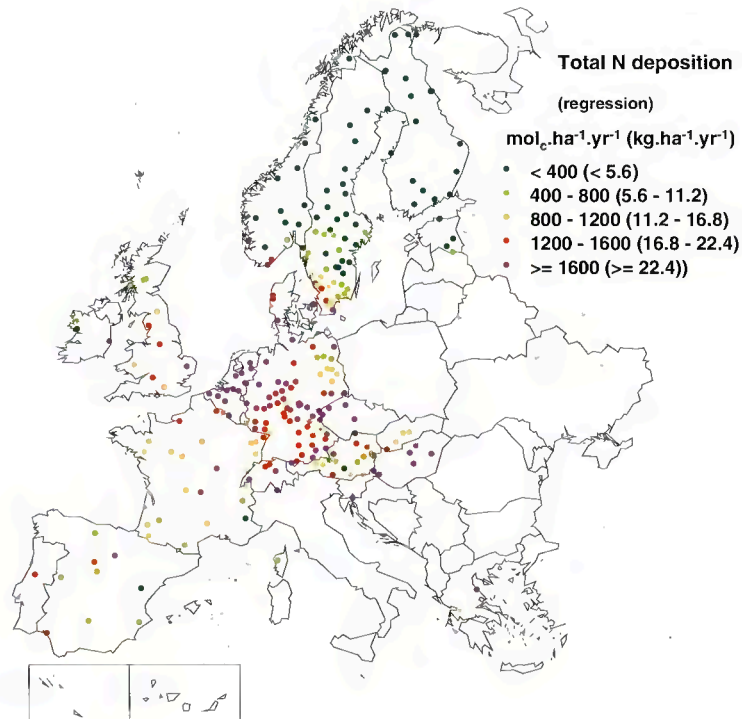 Total N deposition
(regression)
mol_c.ha⁻¹.yr⁻¹ (kg.ha⁻¹.yr⁻¹)
< 400 (< 5.6)
400 - 800 (5.6 - 11.2)
800 - 1200 (11.2 - 16.8)
1200 - 1600 (16.8 - 22.4)
>= 1600 (>= 22.4))